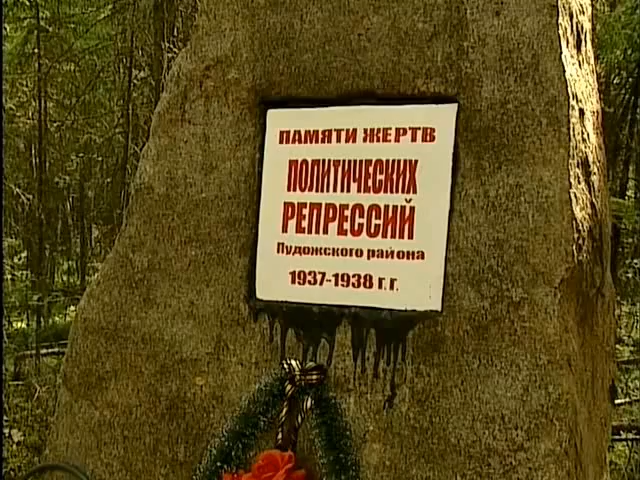 ПАМЯТИ ЖЕРТВ
ПОЛИТИЧЕСКИХ
РЕПРЕССИЙ
Пудожского района
1937-1938 г. г.